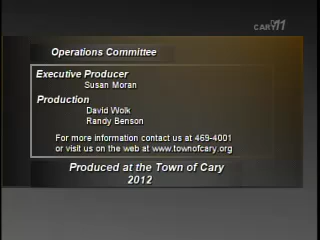 CARY 11
Operations Committee
Executive Producer
Susan Moran
Production
David Wolk
Randy Benson
For more information contact us at 469-4001
or visit us on the web at www.townofcary.org
Produced at the Town of Cary
2012